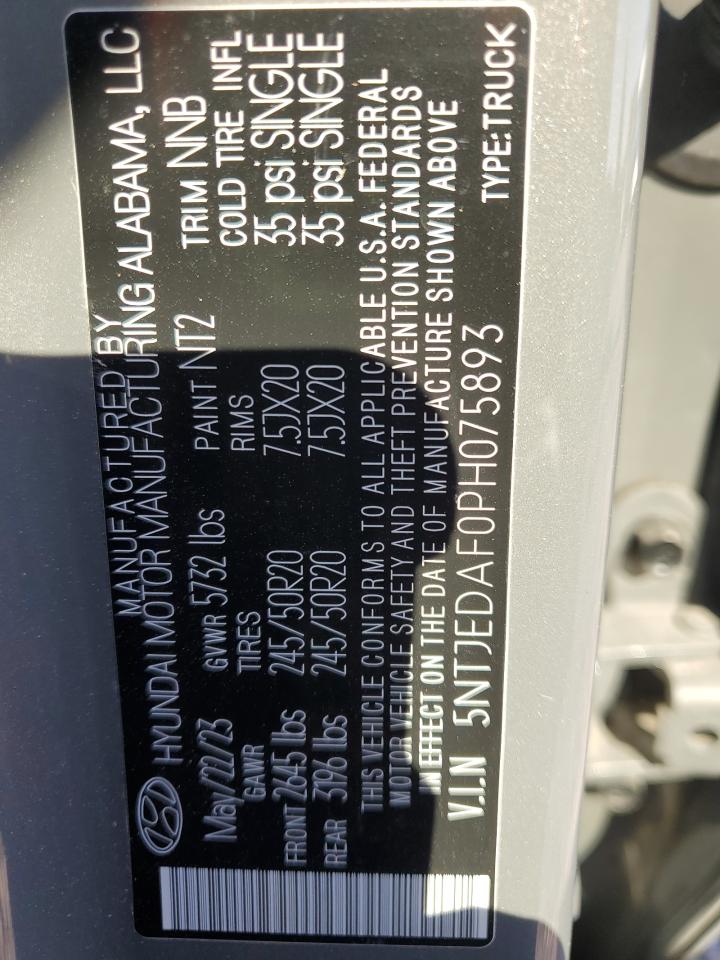 MANUFACTURED BY
HYUNDAI MOTOR MANUFACTURING ALABAMA, LLC
May/22/23 GVWR 5732 lbs PAINT NT2 TRIM NNB
GAWR TIRES RIMS COLD TIRE INFL
FRONT 2645 lbs 245/50R20 7.5JX20 35 psi SINGLE
REAR 3196 lbs 245/50R20 7.5JX20 35 psi SINGLE
THIS VEHICLE CONFORMS TO ALL APPLICABLE U.S.A. FEDERAL
MOTOR VEHICLE SAFETY AND THEFT PREVENTION STANDARDS
IN EFFECT ON THE DATE OF MANUFACTURE SHOWN ABOVE
V.I.N 5NTJEDAF0PH075893 TYPE:TRUCK